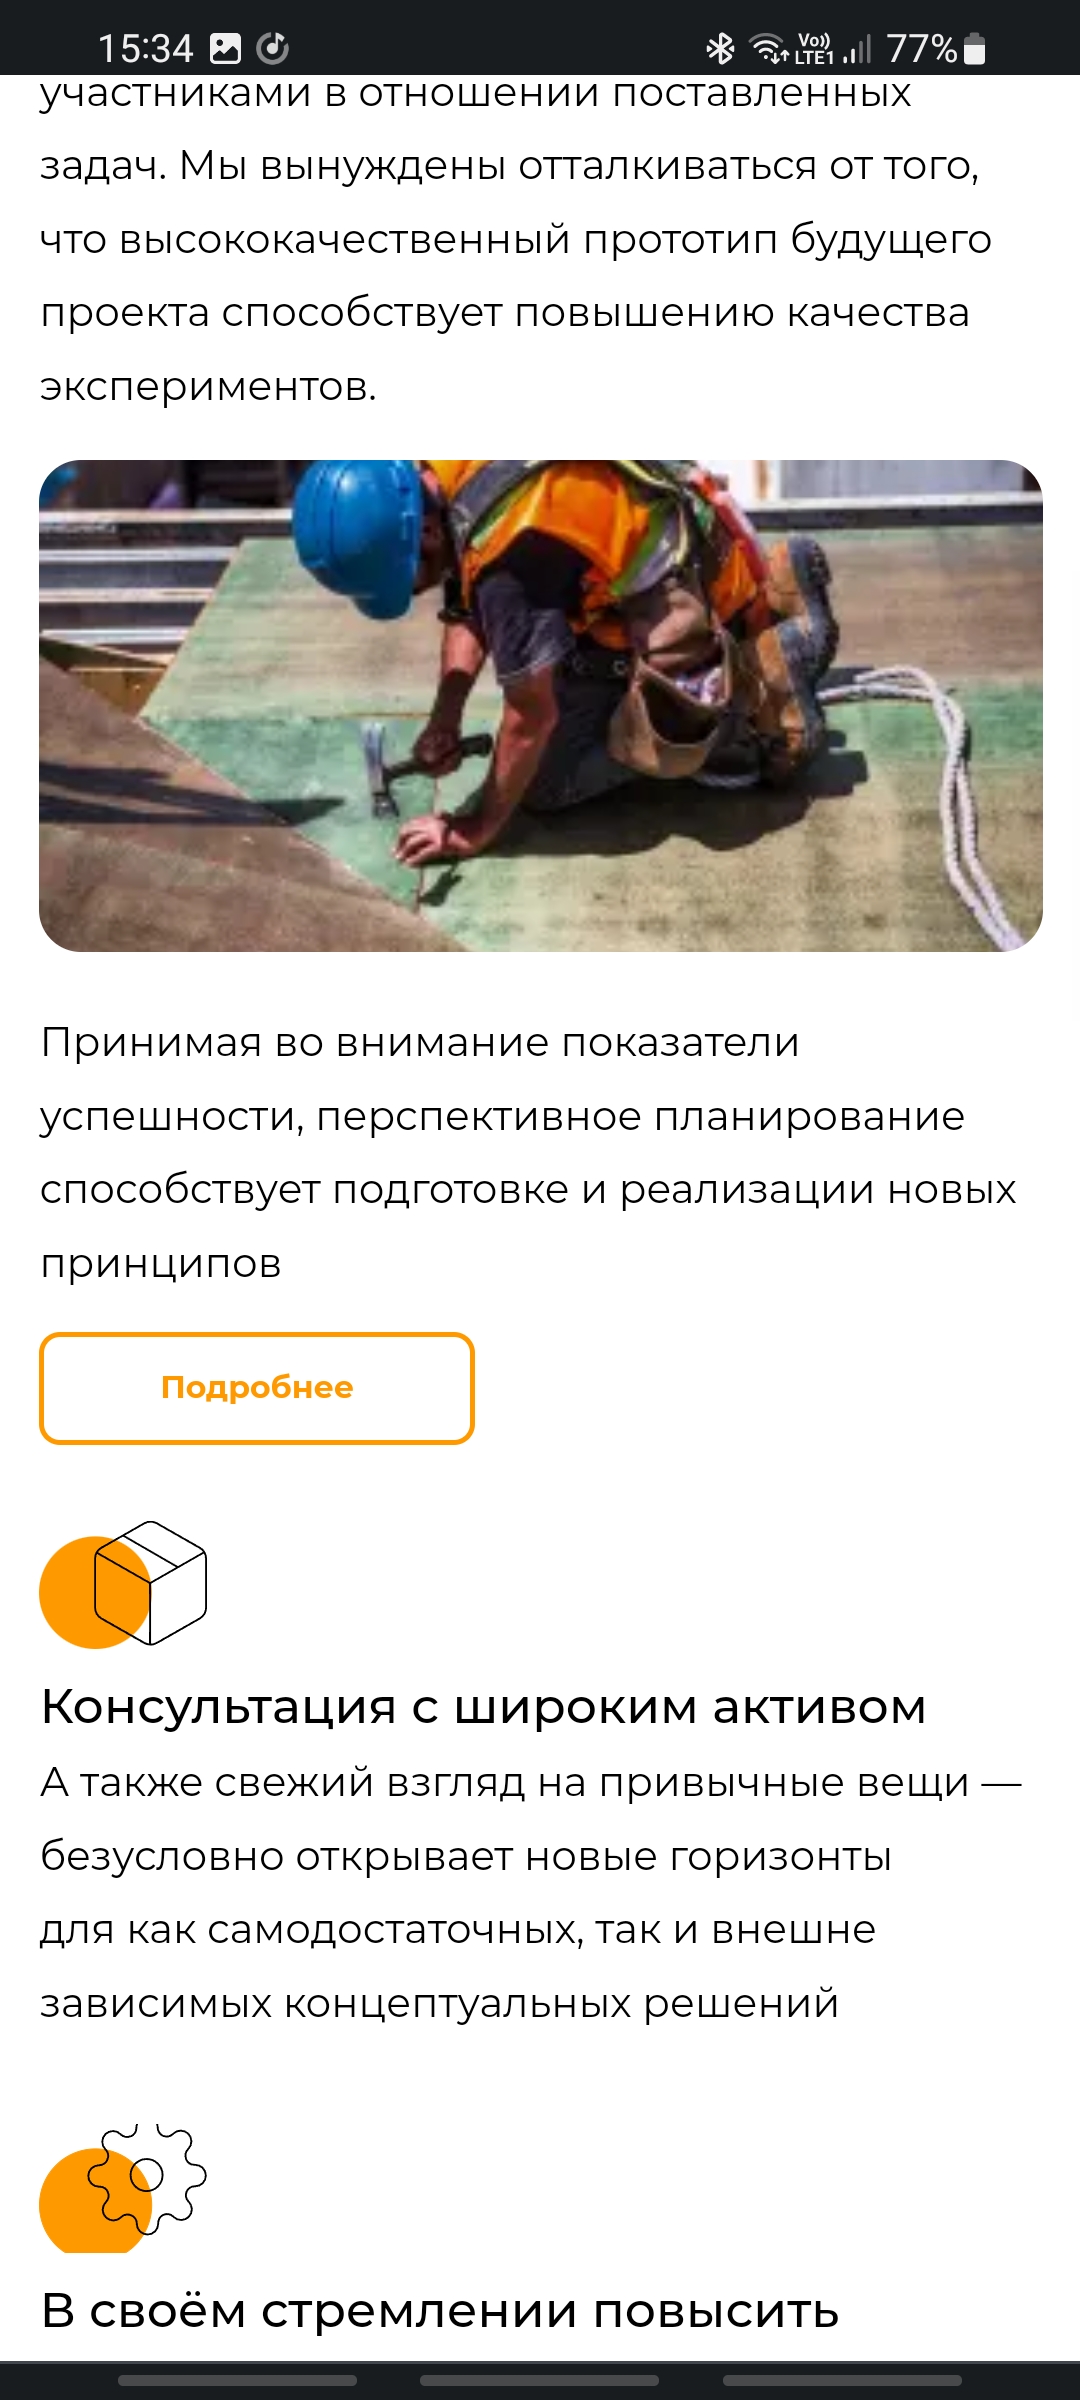 15:34
Vo)) LTE1 77%
участниками в отношении поставленных
задач. Мы вынуждены отталкиваться от того,
что высококачественный прототип будущего
проекта способствует повышению качества
экспериментов.
Принимая во внимание показатели
успешности, перспективное планирование
способствует подготовке и реализации новых
принципов
Подробнее
Консультация с широким активом
А также свежий взгляд на привычные вещи —
безусловно открывает новые горизонты
для как самодостаточных, так и внешне
зависимых концептуальных решений
В своём стремлении повысить